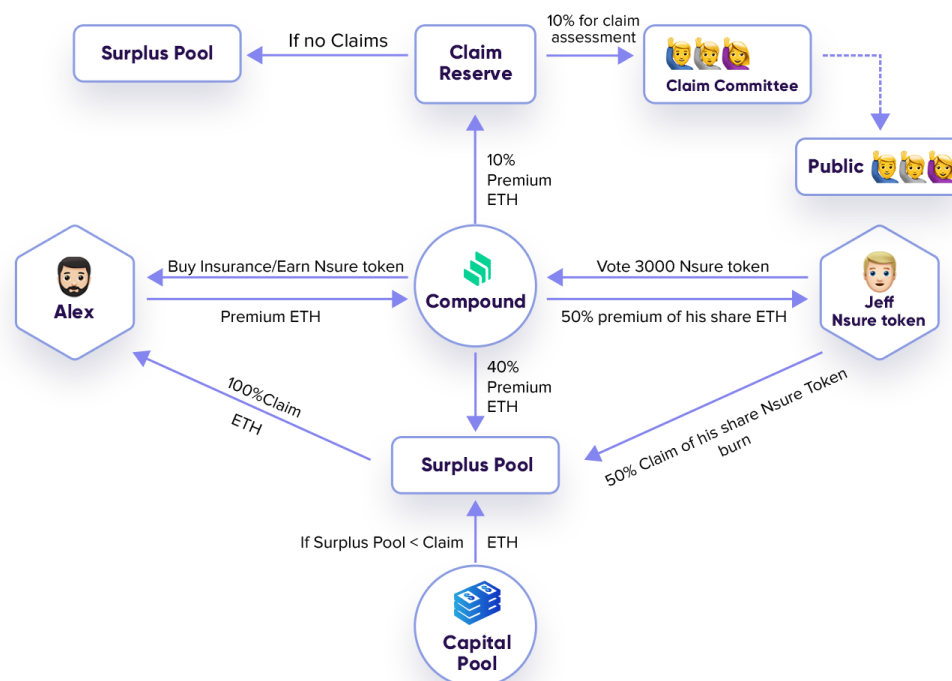 10% for claim
assessment
Surplus Pool
If no Claims
Claim
Reserve
Claim Committee
10%
Premium
ETH
Public
Alex
Buy Insurance/Earn Nsure token
Premium ETH
Compound
Vote 3000 Nsure token
50% premium of his share ETH
Jeff
Nsure token
40%
Premium
ETH
100%Claim
ETH
50% Claim of his share Nsure Token
burn
Surplus Pool
If Surplus Pool < Claim
ETH
Capital
Pool